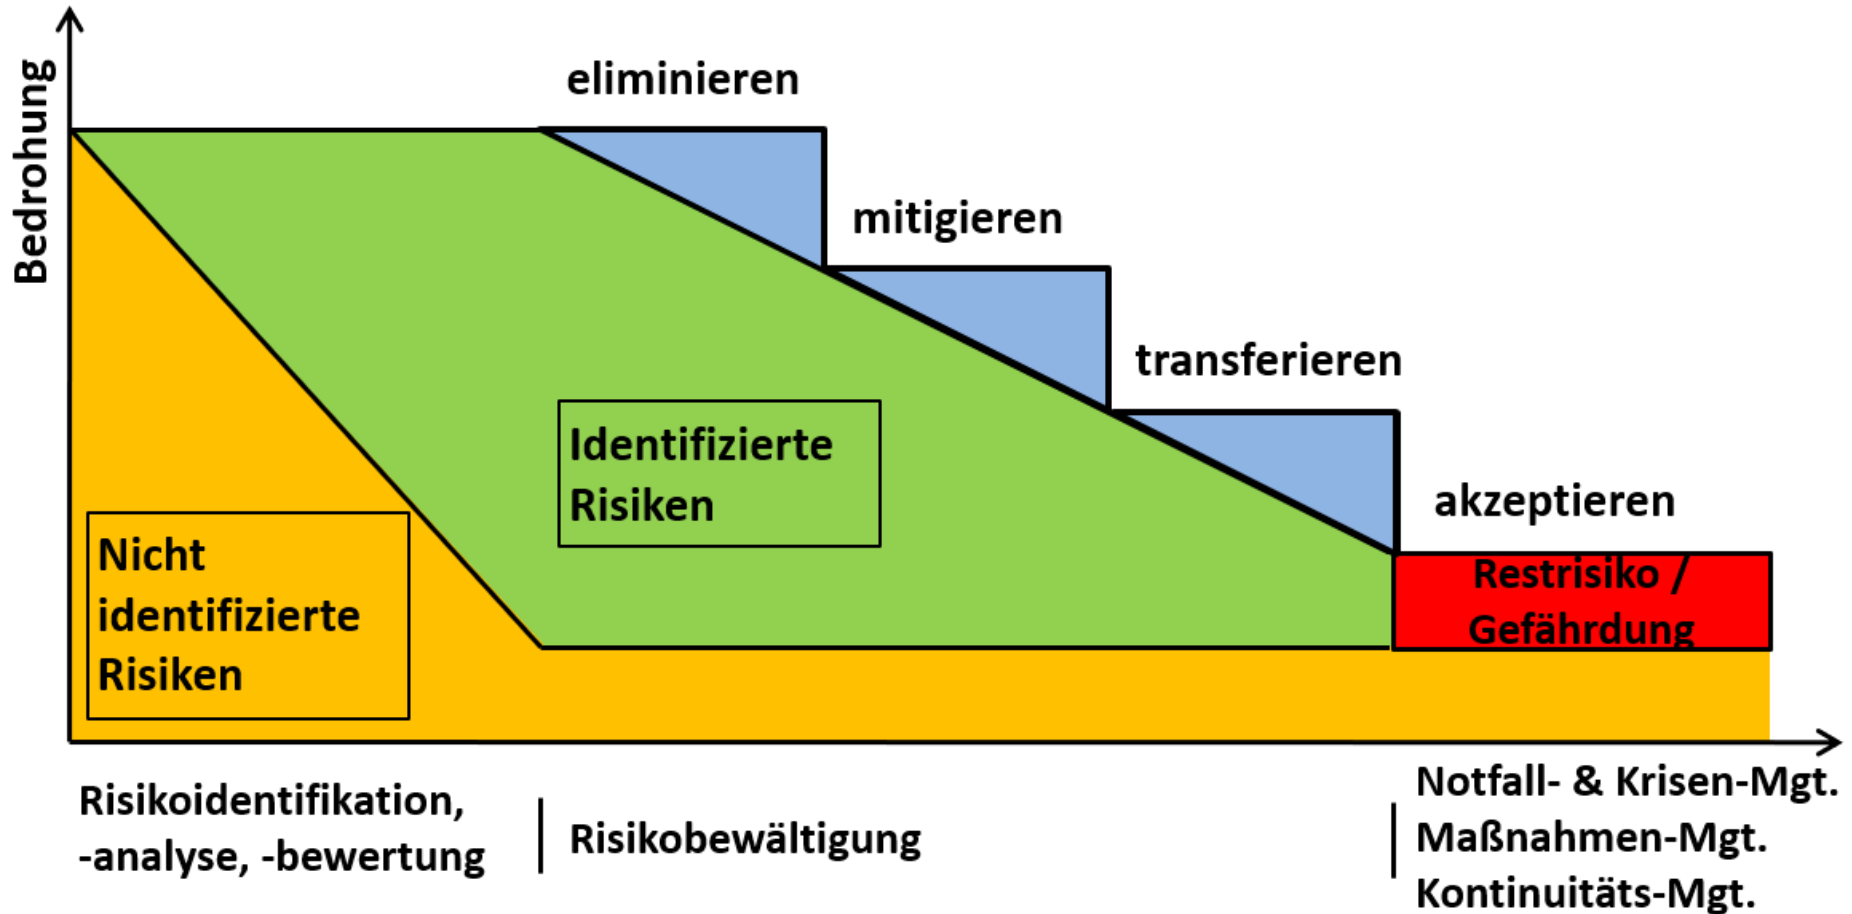 Bedrohung
eliminieren
mitigieren
transferieren
akzeptieren
Identifizierte
Risiken
Nicht
identifizierte
Risiken
Restrisiko /
Gefährdung
Risikoidentifikation,
-analyse, -bewertung
Risikobewältigung
Notfall- & Krisen-Mgt.
Maßnahmen-Mgt.
Kontinuitäts-Mgt.